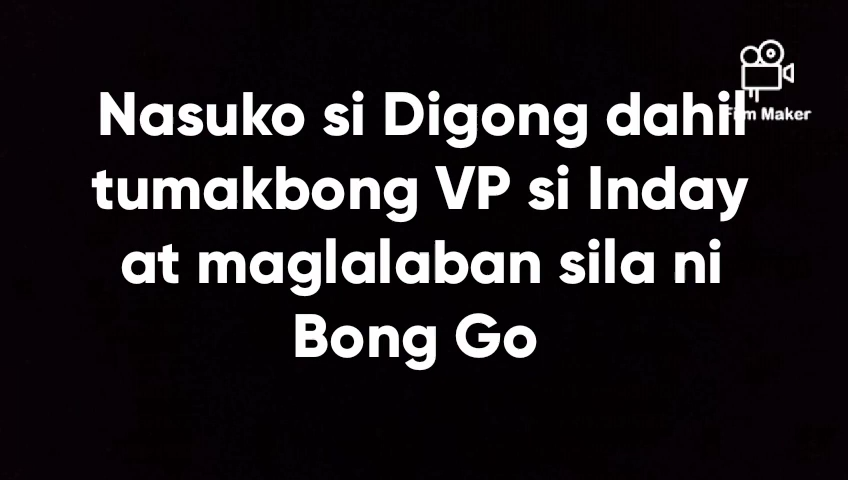 Film Maker
Nasuko si Digong dahil
tumakbong VP si Inday
at maglalaban sila ni
Bong Go